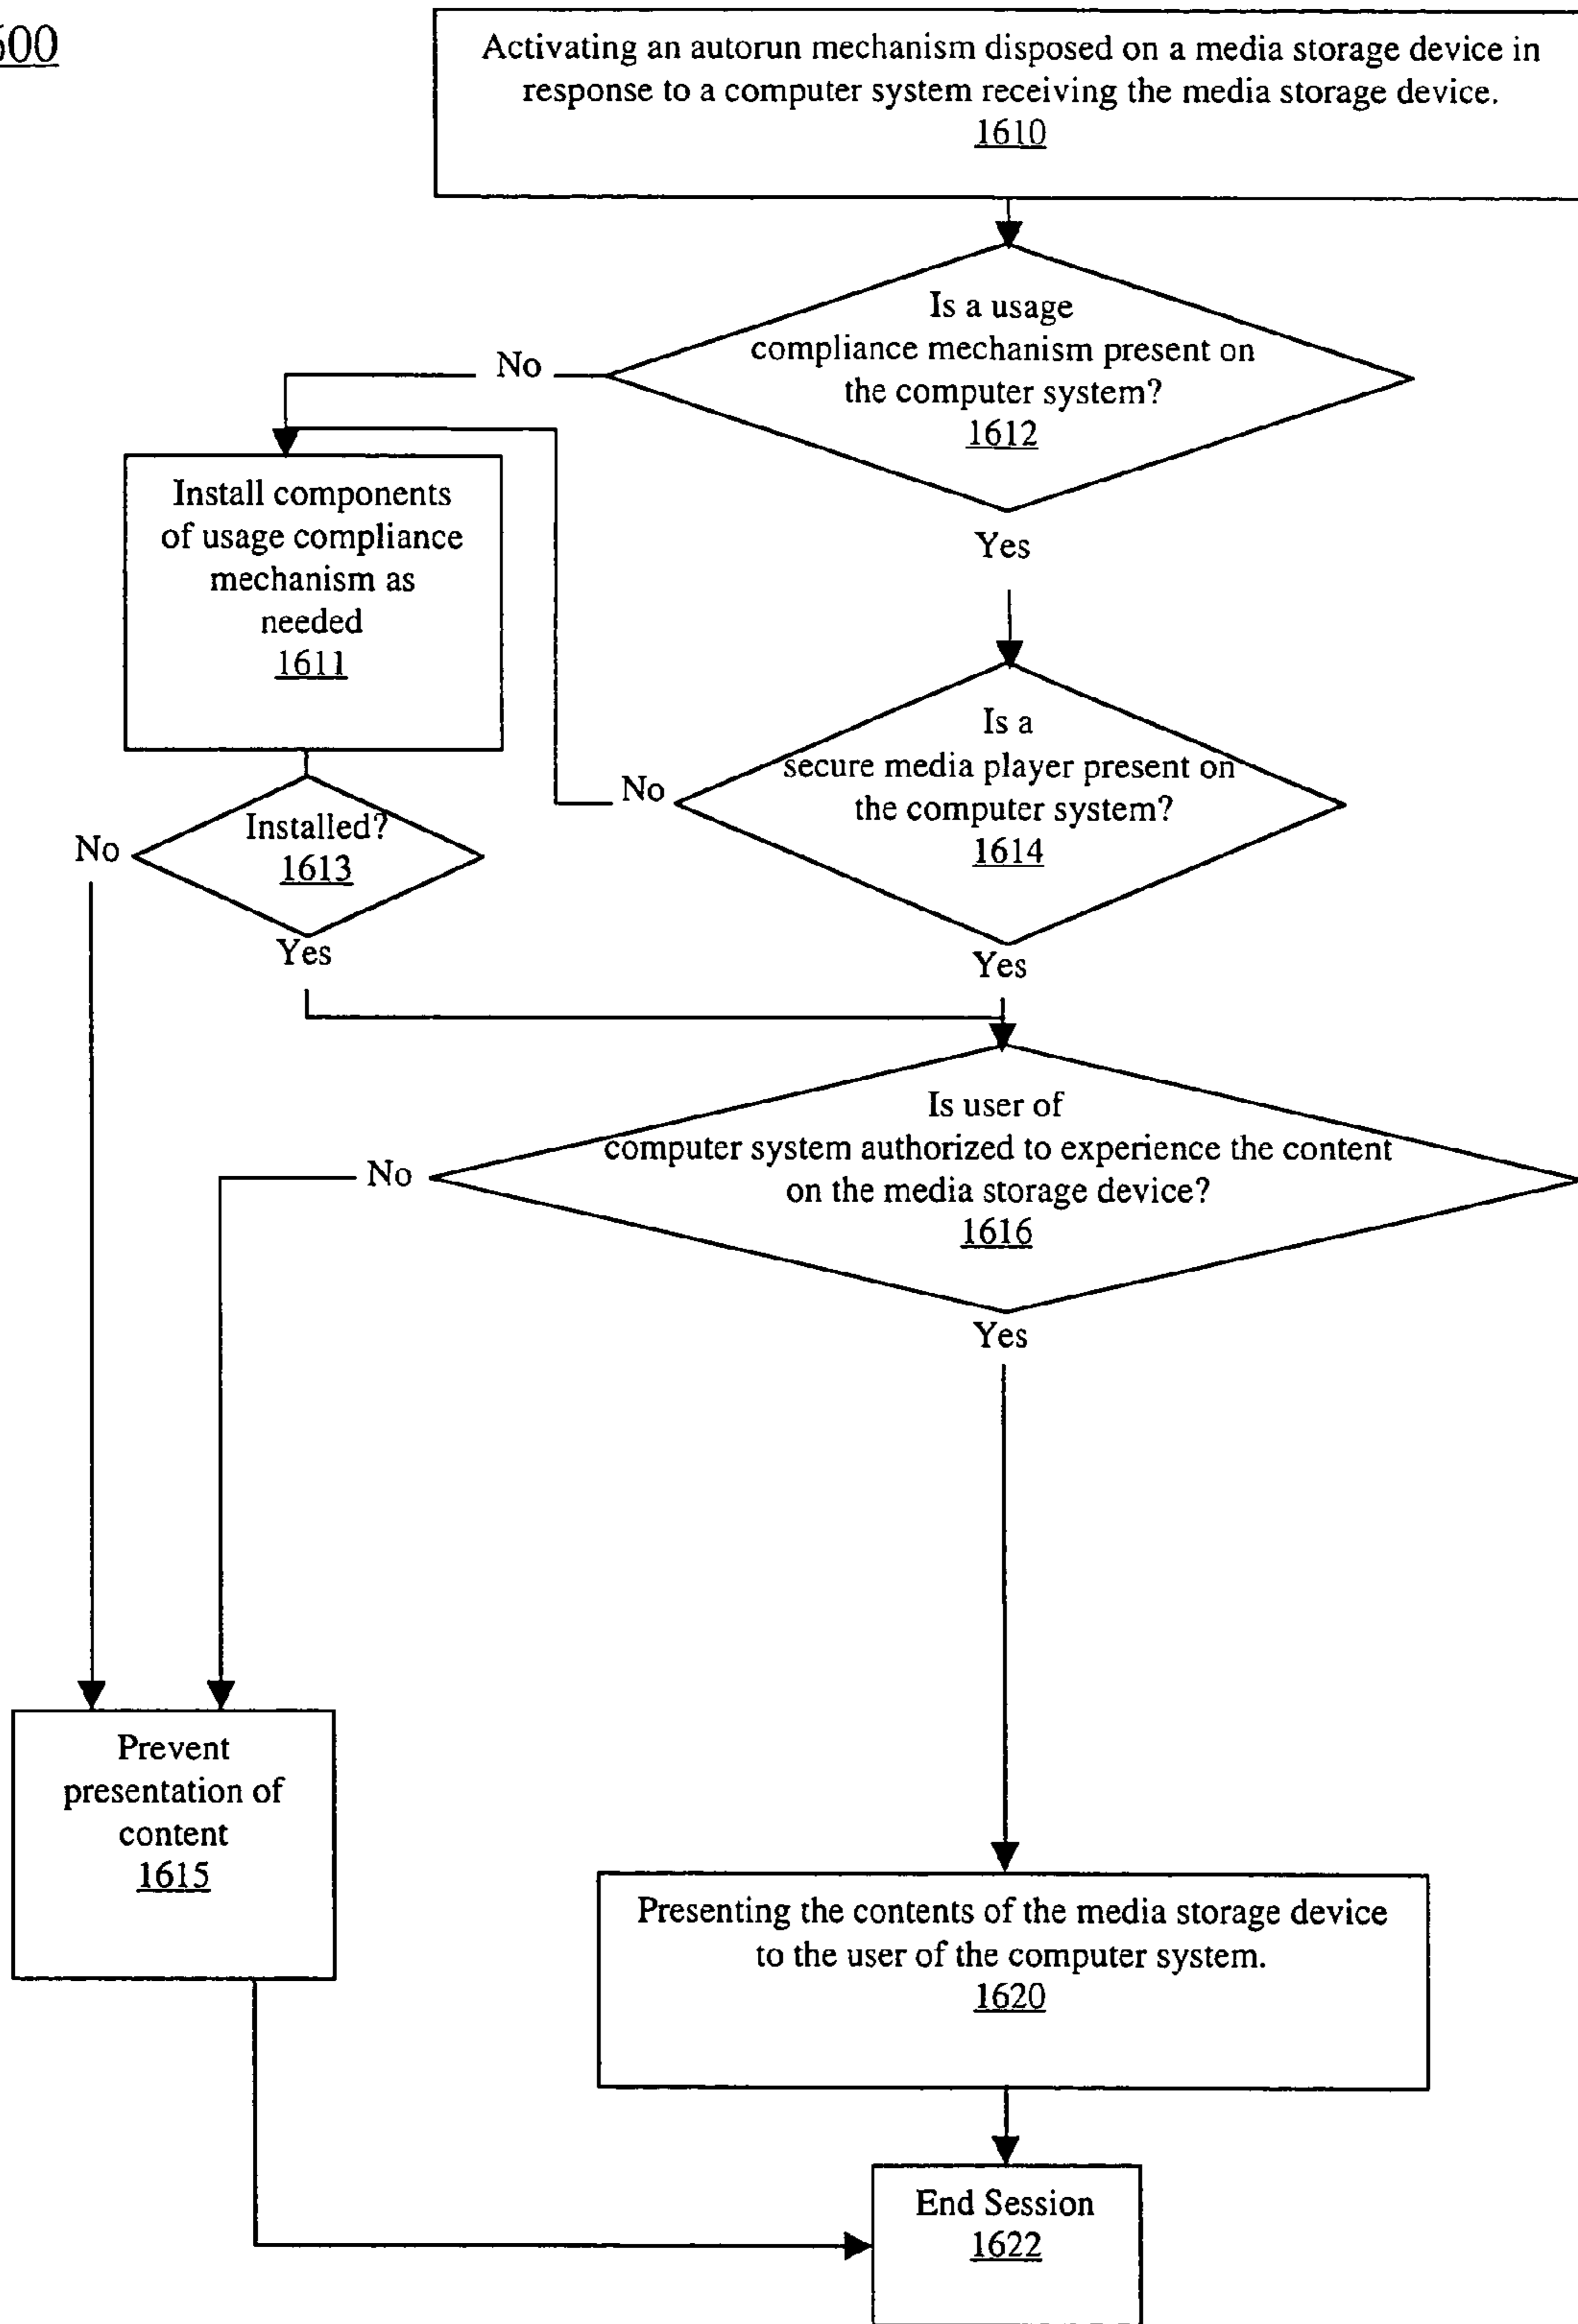 600
Activating an autorun mechanism disposed on a media storage device in
response to a computer system receiving the media storage device.
1610
Is a usage
compliance mechanism present on
the computer system?
1612
No
Yes
Install components
of usage compliance
mechanism as
needed
1611
Is a
secure media player present on
the computer system?
1614
No
Yes
Installed?
1613
No
Yes
Is user of
computer system authorized to experience the content
on the media storage device?
1616
No
Yes
Prevent
presentation of
content
1615
Presenting the contents of the media storage device
to the user of the computer system.
1620
End Session
1622